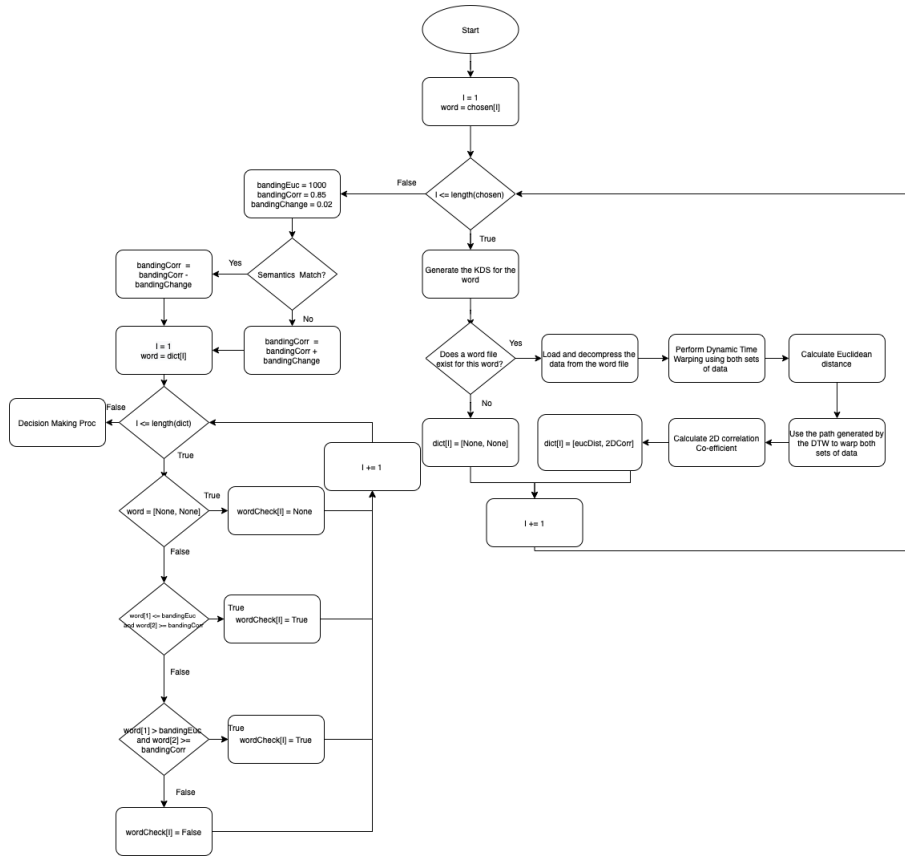 Start
I = 1
word = chosen[I]
I <= length(chosen)
False
True
bandingEuc = 1000
bandingCorr = 0.85
bandingChange = 0.02
Semantics Match?
Yes
No
bandingCorr =
bandingCorr -
bandingChange
bandingCorr =
bandingCorr +
bandingChange
I = 1
word = dict[I]
Generate the KDS for the
word
Does a word file
exist for this word?
Yes
No
Load and decompress the
data from the word file
Perform Dynamic Time
Warping using both sets
of data
Calculate Euclidean
distance
Use the path generated by
the DTW to warp both
sets of data
Calculate 2D correlation
Co-efficient
dict[I] = [eucDist, 2DCorr]
dict[I] = [None, None]
I += 1
I <= length(dict)
False
Decision Making Proc
True
word = [None, None]
True
wordCheck[I] = None
I += 1
False
word[1] <= bandingEuc
and word[2] >= bandingCorr
True
wordCheck[I] = True
False
word[1] > bandingEuc
and word[2] >=
bandingCorr
True
wordCheck[I] = True
False
wordCheck[I] = False